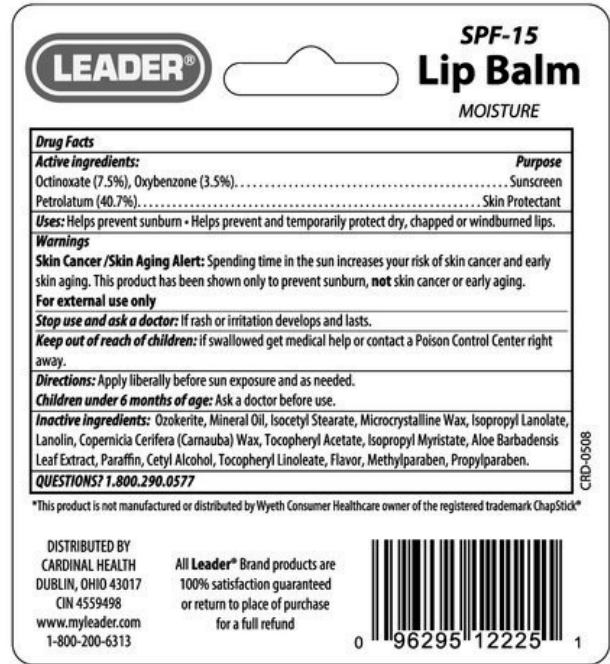 LEADER®
SPF-15
Lip Balm
MOISTURE
Drug Facts
Active ingredients: Purpose
Octinoxate (7.5%), Oxybenzone (3.5%)........................................Sunscreen
Petrolatum (40.7%)........................................Skin Protectant
Uses: Helps prevent sunburn • Helps prevent and temporarily protect dry, chapped or windburned lips.
Warnings
Skin Cancer /Skin Aging Alert: Spending time in the sun increases your risk of skin cancer and early
skin aging. This product has been shown only to prevent sunburn, not skin cancer or early aging.
For external use only
Stop use and ask a doctor: If rash or irritation develops and lasts.
Keep out of reach of children: if swallowed get medical help or contact a Poison Control Center right
away.
Directions: Apply liberally before sun exposure and as needed.
Children under 6 months of age: Ask a doctor before use.
Inactive ingredients: Ozokerite, Mineral Oil, Isocetyl Stearate, Microcrystalline Wax, Isopropyl Lanolate,
Lanolin, Copernicia Cerifera (Carnauba) Wax, Tocopheryl Acetate, Isopropyl Myristate, Aloe Barbadensis
Leaf Extract, Paraffin, Cetyl Alcohol, Tocopheryl Linoleate, Flavor, Methylparaben, Propylparaben.
QUESTIONS? 1.800.290.0577
CRD-0508
*This product is not manufactured or distributed by Wyeth Consumer Healthcare owner of the registered trademark ChapStick®
DISTRIBUTED BY
CARDINAL HEALTH
DUBLIN, OHIO 43017
CIN 4559498
www.myleader.com
1-800-200-6313
All Leader® Brand products are
100% satisfaction guaranteed
or return to place of purchase
for a full refund
0 96295 12225 1